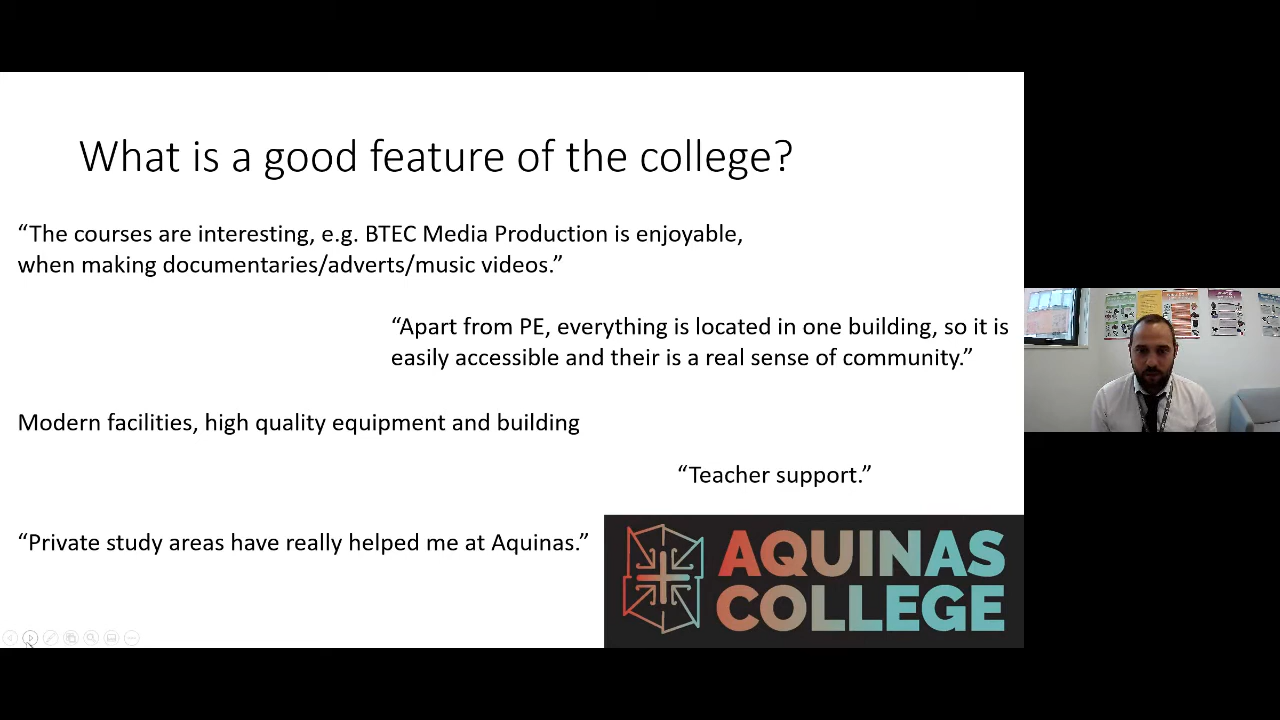 What is a good feature of the college?
“The courses are interesting, e.g. BTEC Media Production is enjoyable,
when making documentaries/adverts/music videos.”
“Apart from PE, everything is located in one building, so it is
easily accessible and their is a real sense of community.”
Modern facilities, high quality equipment and building
“Teacher support.”
“Private study areas have really helped me at Aquinas.”
AQUINAS
COLLEGE